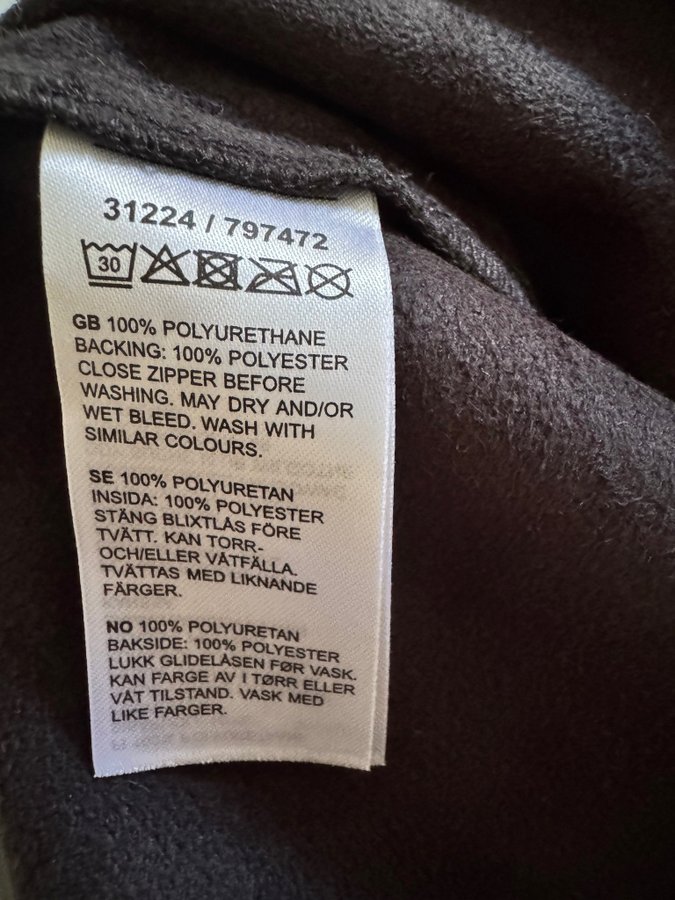 31224 / 797472
30
GB 100% POLYURETHANE
BACKING: 100% POLYESTER
CLOSE ZIPPER BEFORE
WASHING. MAY DRY AND/OR
WET BLEED. WASH WITH
SIMILAR COLOURS.
SE 100% POLYURETAN
INSIDA: 100% POLYESTER
STÄNG BLIXTLÅS FÖRE
TVÄTT. KAN TORR-
OCH/ELLER VÅTFÄLLA.
TVÄTTAS MED LIKNANDE
FÄRGER.
NO 100% POLYURETAN
BAKSIDE: 100% POLYESTER
LUKK GLIDELÅSEN FØR VASK.
KAN FARGE AV I TØRR ELLER
VÅT TILSTAND. VASK MED
LIKE FARGER.